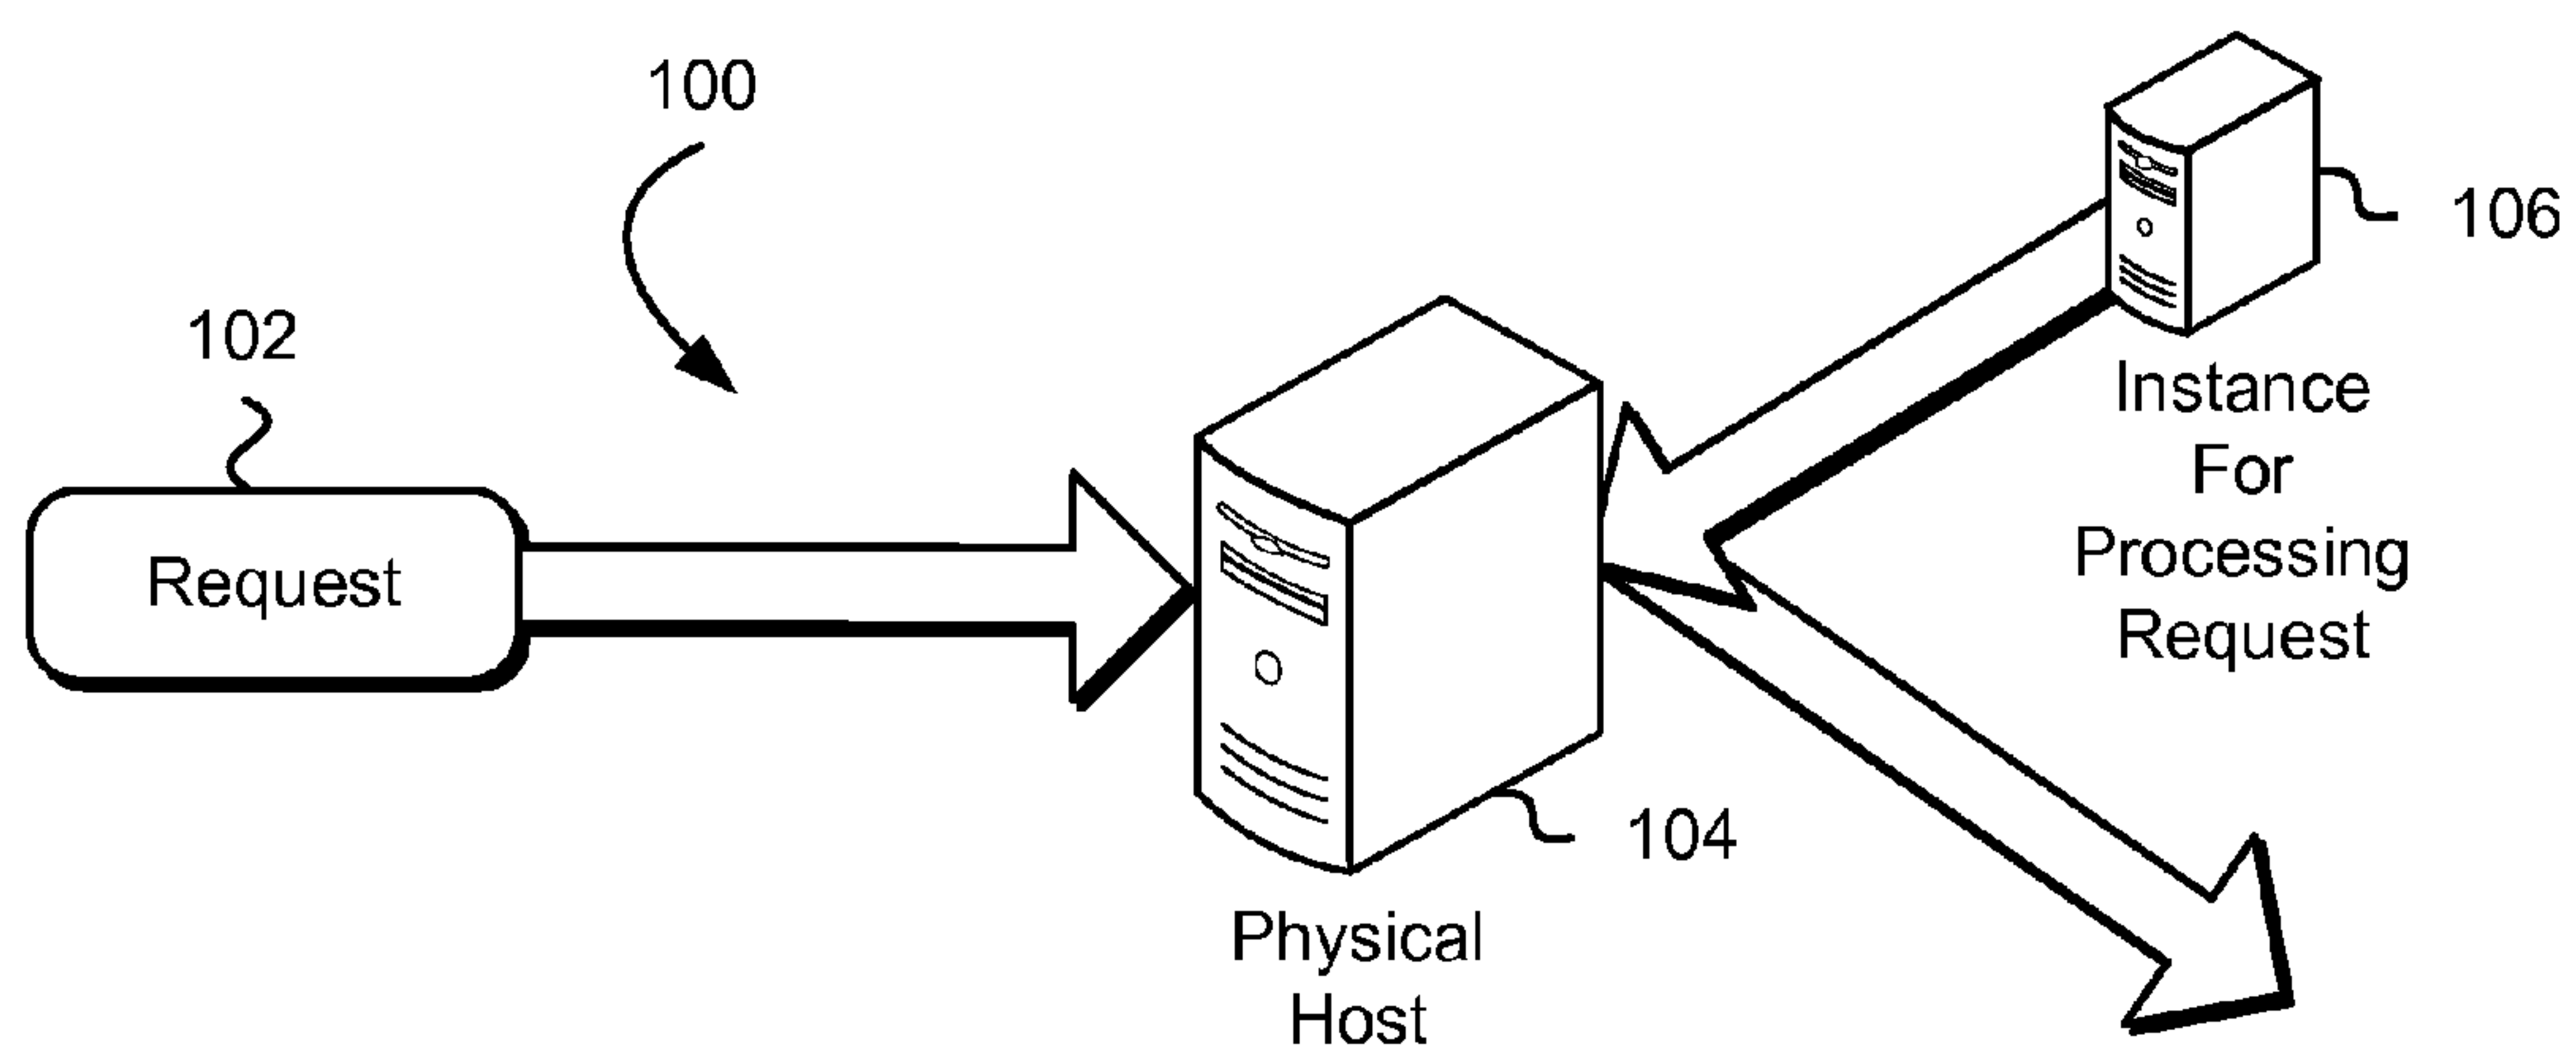 100
106
102
Request
Instance
For
Processing
Request
104
Physical
Host